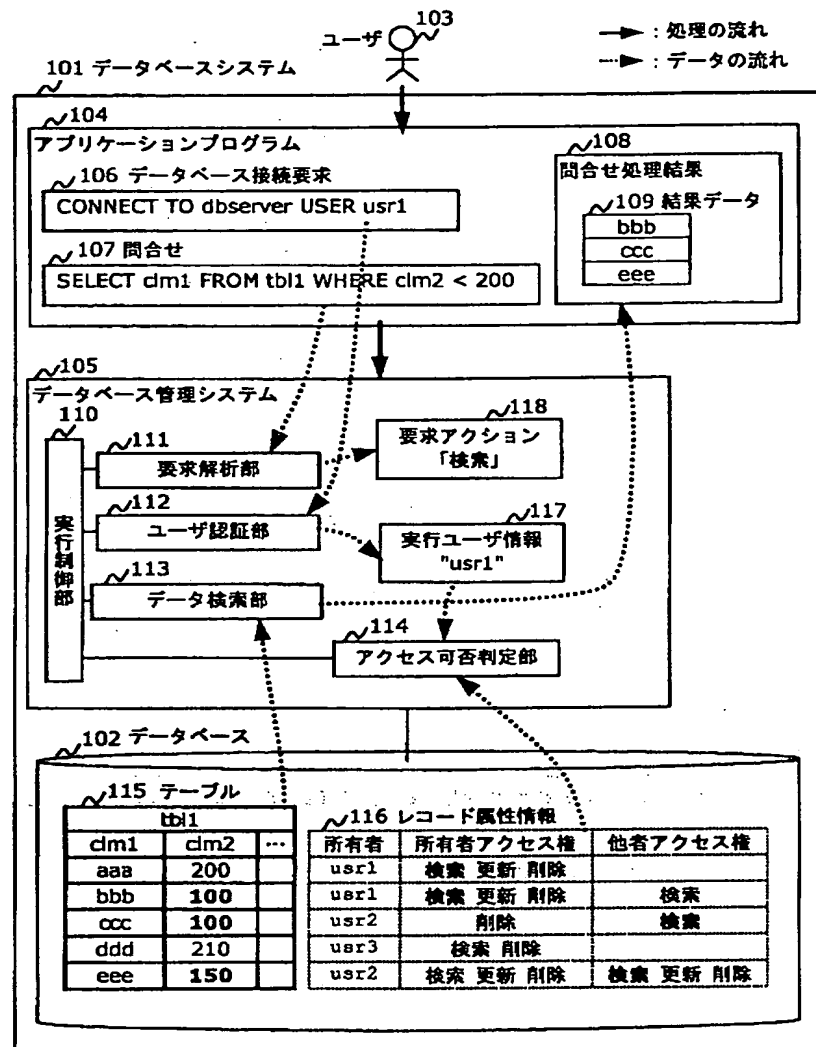 ユーザ 103
→ : 処理の流れ
⋯▶ : データの流れ
101 データベースシステム
104
アプリケーションプログラム
106 データベース接続要求
CONNECT TO dbserver USER usr1
107 問合せ
SELECT clm1 FROM tbl1 WHERE clm2 < 200
108
問合せ処理結果
109 結果データ
bbb
ccc
eee
105
データベース管理システム
110
実行制御部
111
要求解析部
118
要求アクション
「検索」
112
ユーザ認証部
117
実行ユーザ情報
"usr1"
113
データ検索部
114
アクセス可否判定部
102 データベース
115 テーブル
tbl1
clm1 clm2 …
aaa 200
bbb 100
ccc 100
ddd 210
eee 150
116 レコード属性情報
所有者 所有者アクセス権 他者アクセス権
usr1 検索 更新 削除
usr1 検索 更新 削除 検索
usr2 削除 検索
usr3 検索 削除
usr2 検索 更新 削除 検索 更新 削除